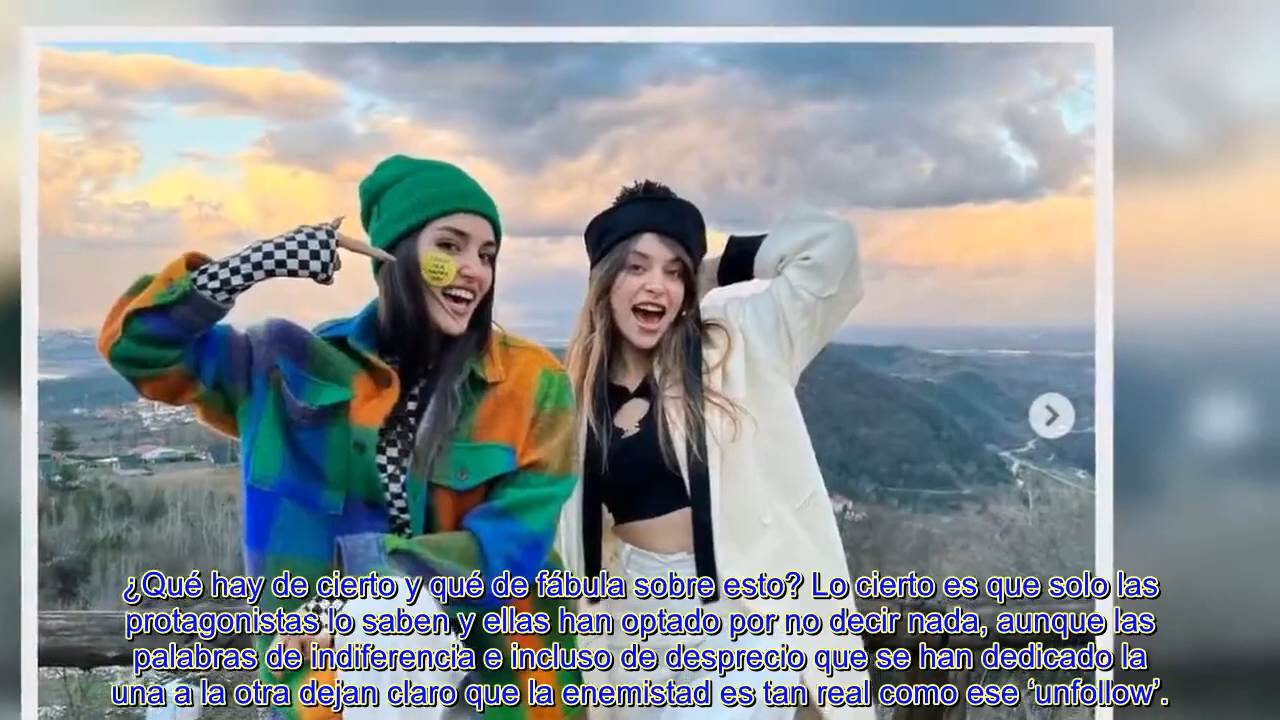 ¿Qué hay de cierto y qué de fábula sobre esto? Lo cierto es que solo las
protagonistas lo saben y ellas han optado por no decir nada, aunque las
palabras de indiferencia e incluso de desprecio que se han dedicado la
una a la otra dejan claro que la enemistad es tan real como ese ‘unfollow’.